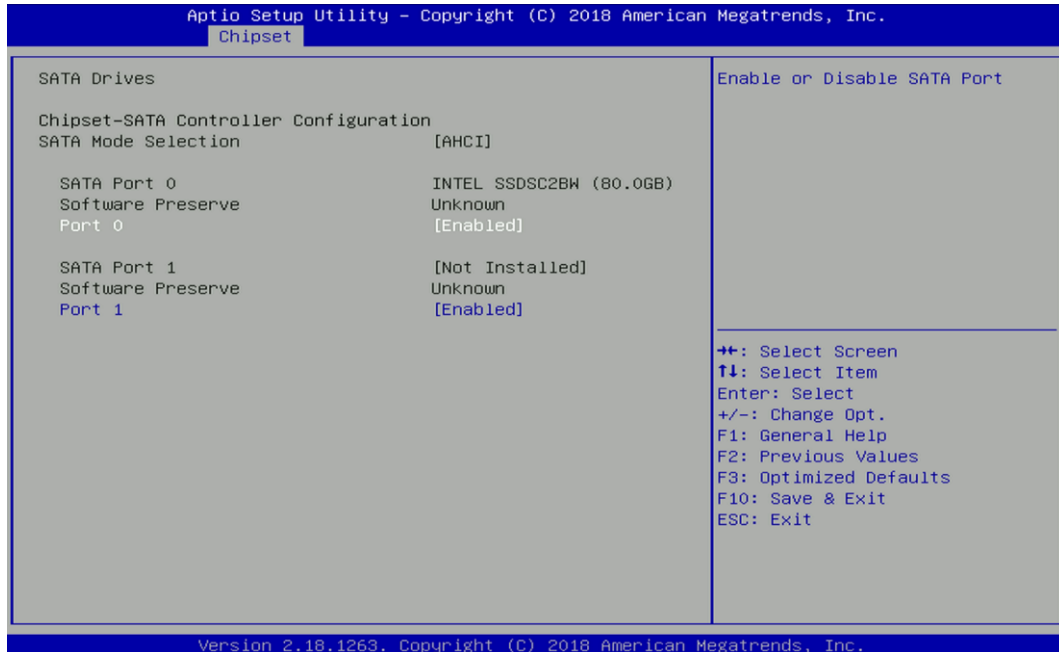 Aptio Setup Utility – Copyright (C) 2018 American Megatrends, Inc.
Chipset
SATA Drives
Chipset-SATA Controller Configuration
SATA Mode Selection [AHCI]
SATA Port 0 INTEL SSDSC2BW (80.0GB)
Software Preserve Unknown
Port 0 [Enabled]
SATA Port 1 [Not Installed]
Software Preserve Unknown
Port 1 [Enabled]
Enable or Disable SATA Port
→←: Select Screen
↑↓: Select Item
Enter: Select
+/-: Change Opt.
F1: General Help
F2: Previous Values
F3: Optimized Defaults
F10: Save & Exit
ESC: Exit
Version 2.18.1263. Copyright (C) 2018 American Megatrends, Inc.